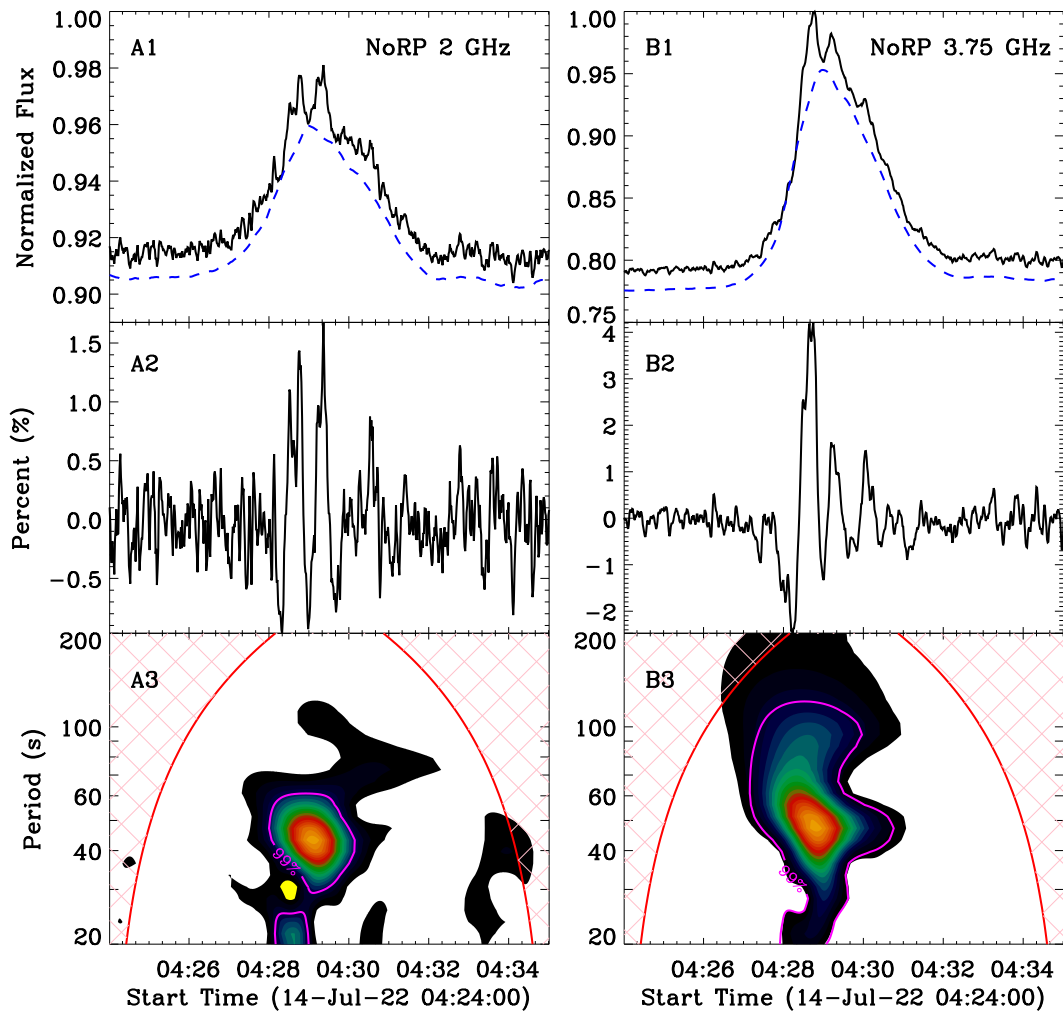 A1 NoRP 2 GHz
B1 NoRP 3.75 GHz
Normalized Flux
1.00
0.98
0.96
0.94
0.92
0.90
1.00
0.95
0.90
0.85
0.80
0.75
A2
B2
Percent (%)
1.5
1.0
0.5
0.0
−0.5
4
3
2
1
0
-1
-2
A3
B3
Period (s)
200
100
60
40
20
99%
200
100
60
40
20
99%
04:26 04:28 04:30 04:32 04:34
Start Time (14-Jul-22 04:24:00)
04:26 04:28 04:30 04:32 04:34
Start Time (14-Jul-22 04:24:00)